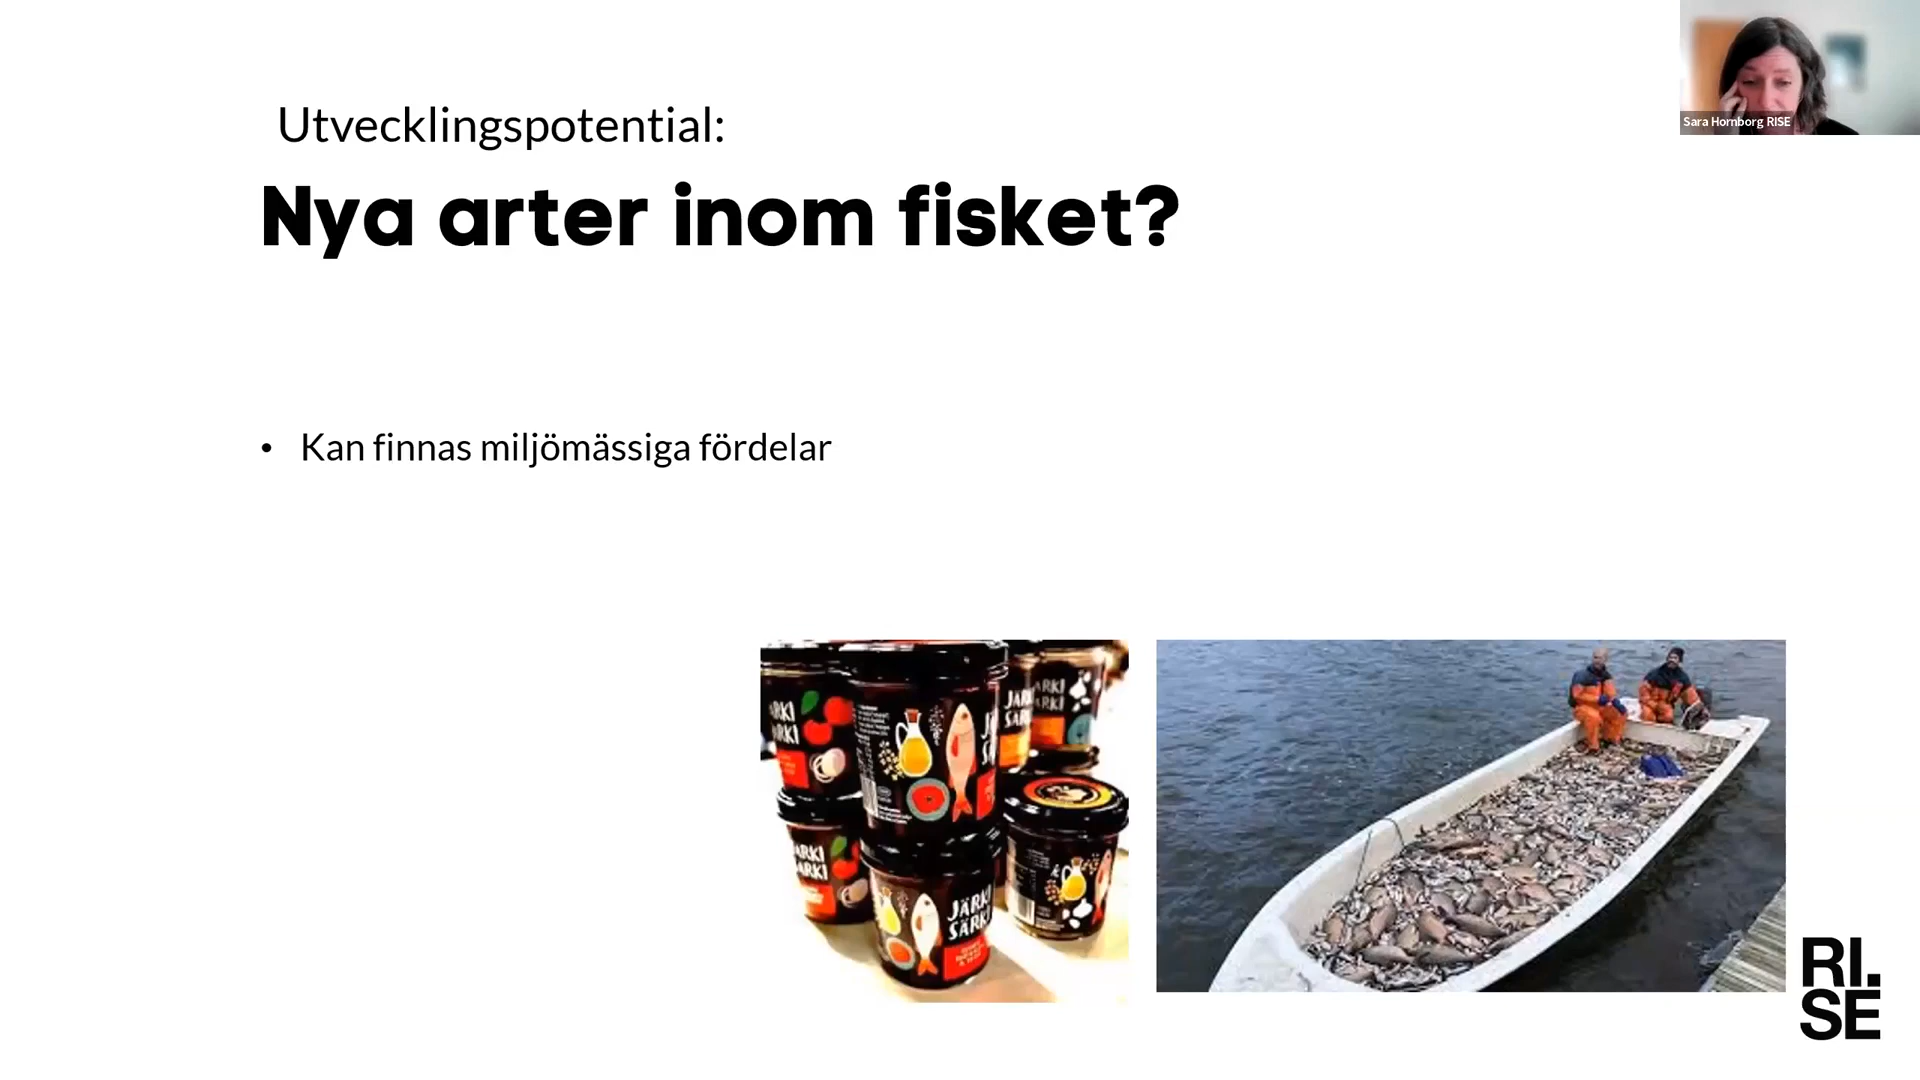 Sara Hornborg RISE
Utvecklingspotential:
Nya arter inom fisket?
• Kan finnas miljömässiga fördelar
JÄRKI
SÄRKI
RI.
SE